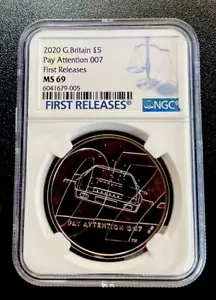 2020 G.Britain £5
Pay Attention 007
First Releases
MS 69
6041679-005
FIRST RELEASES
NGC
PAY ATTENTION 007